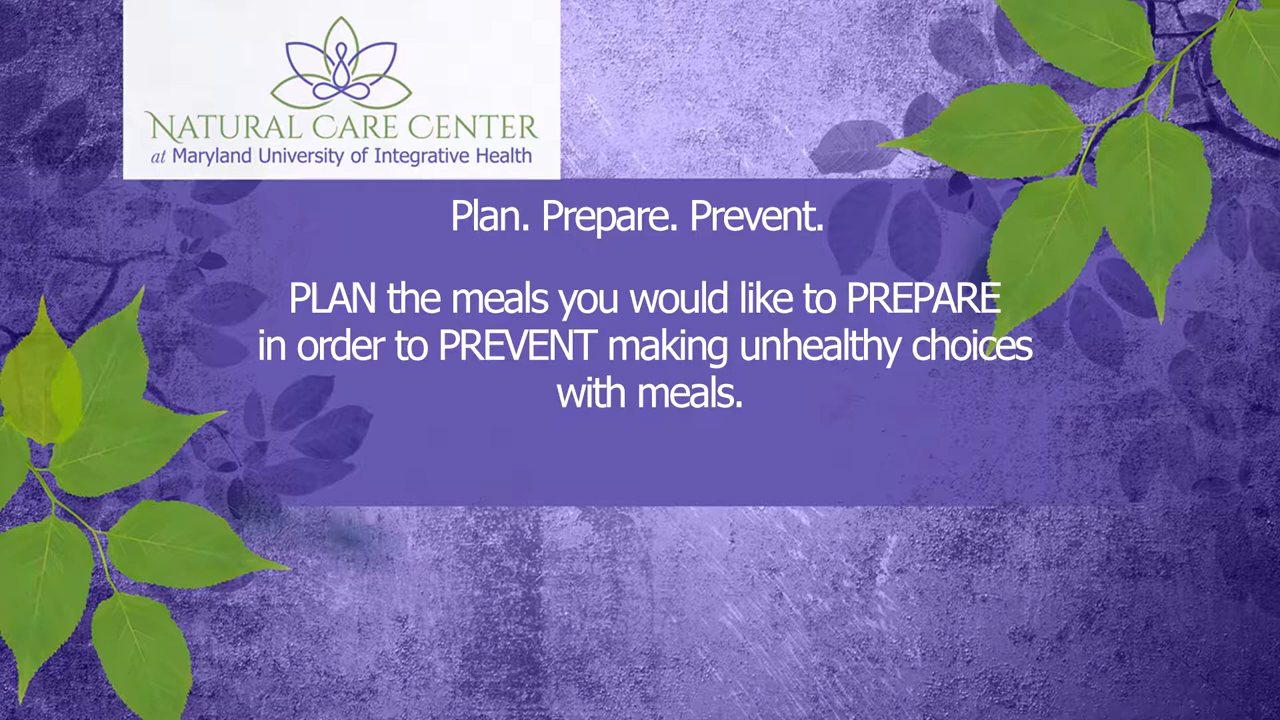 NATURAL CARE CENTER
at Maryland University of Integrative Health
Plan. Prepare. Prevent.
PLAN the meals you would like to PREPARE
in order to PREVENT making unhealthy choices
with meals.